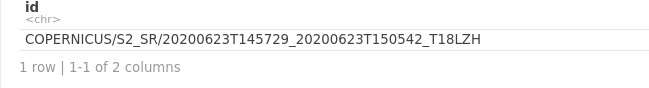 id
<chr>
COPERNICUS/S2_SR/20200623T145729_20200623T150542_T18LZH
1 row | 1-1 of 2 columns